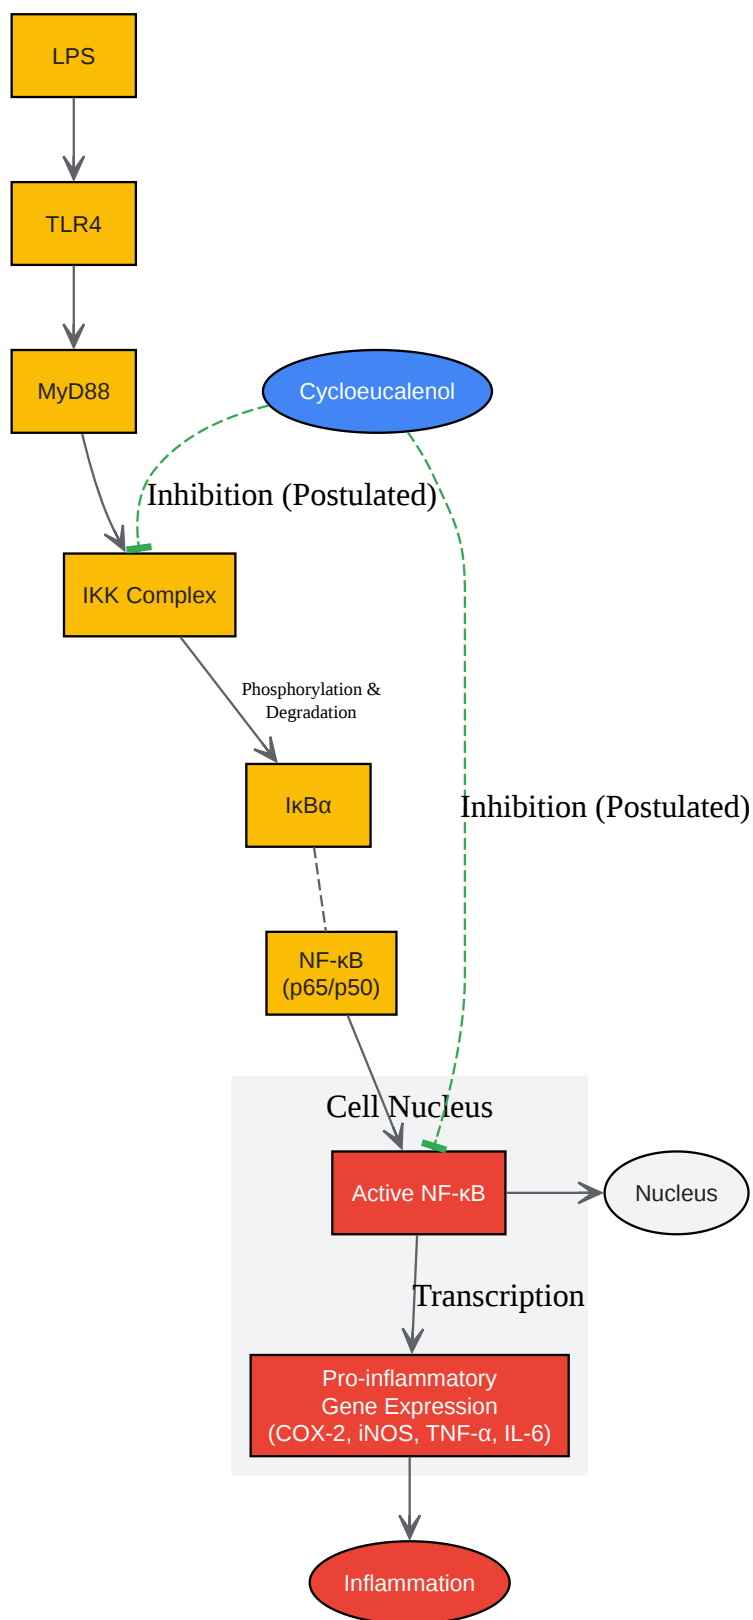 LPS
TLR4
MyD88
Cycloeucalenol
Inhibition (Postulated)
IKK Complex
Phosphorylation &
Degradation
IκBα
Inhibition (Postulated)
NF-κB
(p65/p50)
Cell Nucleus
Active NF-κB
Nucleus
Transcription
Pro-inflammatory
Gene Expression
(COX-2, iNOS, TNF-α, IL-6)
Inflammation